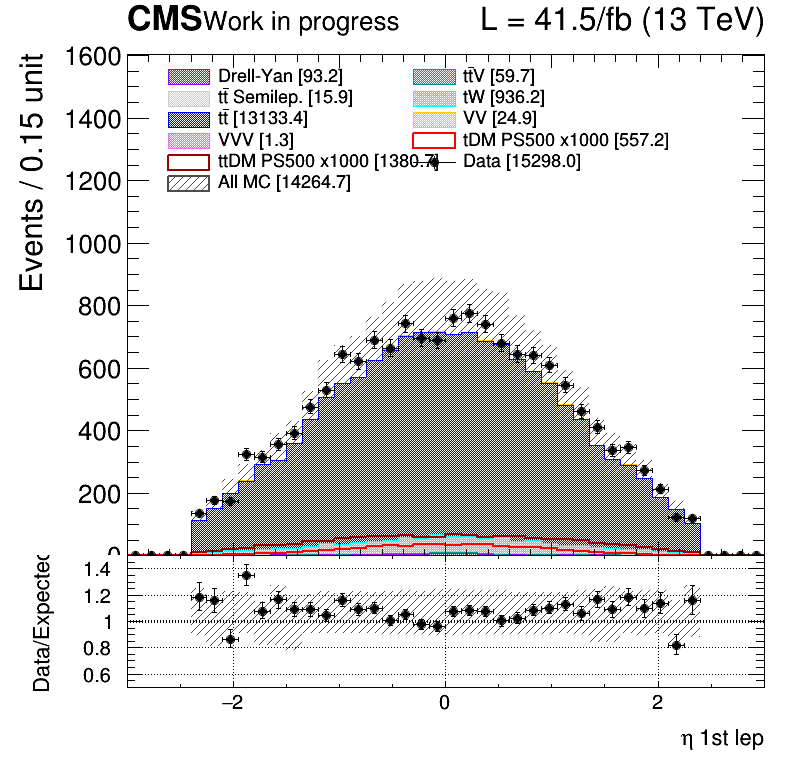 CMS Work in progress L = 41.5/fb (13 TeV)
Events / 0.15 unit
1600
1400
1200
1000
800
600
400
200
0
Drell-Yan [93.2] tt̄V [59.7]
tt̄ Semilep. [15.9] tW [936.2]
tt̄ [13133.4] VV [24.9]
VVV [1.3] tDM PS500 x1000 [557.2]
ttDM PS500 x1000 [1380.7] Data [15298.0]
All MC [14264.7]
Data/Expected
1.4
1.2
1
0.8
0.6
−2 0 2
η 1st lep